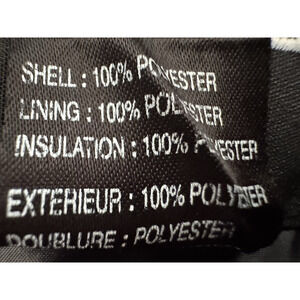 SHELL : 100% POLYESTER
LINING : 100% POLYESTER
INSULATION : 100% POLYESTER
EXTERIEUR : 100% POLYESTER
DOUBLURE : POLYESTER